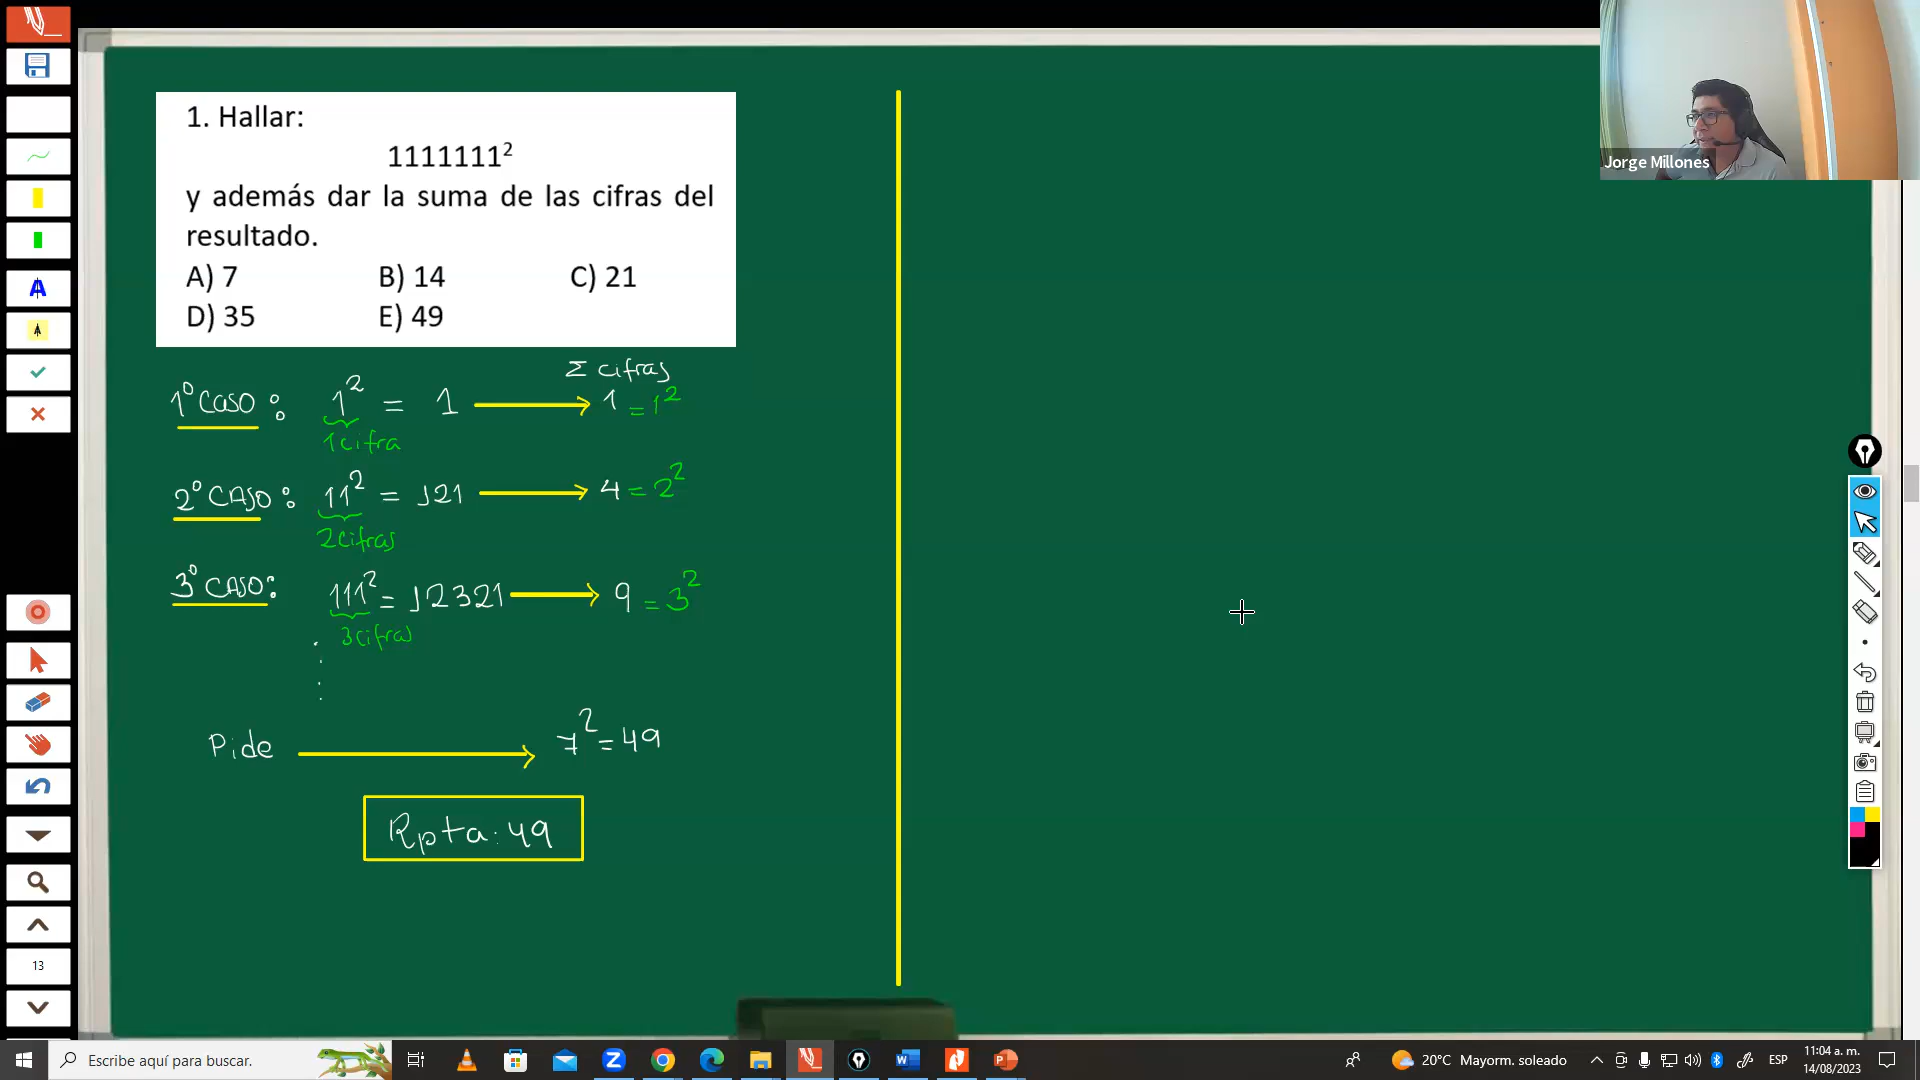 Jorge Millones
1. Hallar:
1111111²
y además dar la suma de las cifras del
resultado.
A) 7 B) 14 C) 21
D) 35 E) 49
Σ cifras
1° CASO: 1² = 1 → 1 = 1²
1 cifra
2° CASO: 11² = 121 → 4 = 2²
2 cifras
3° CASO: 111² = 12321 → 9 = 3²
3 cifras
Pide → 7² = 49
Rpta: 49
13
Escribe aquí para buscar.
20°C Mayorm. soleado
ESP
11:04 a. m.
14/08/2023